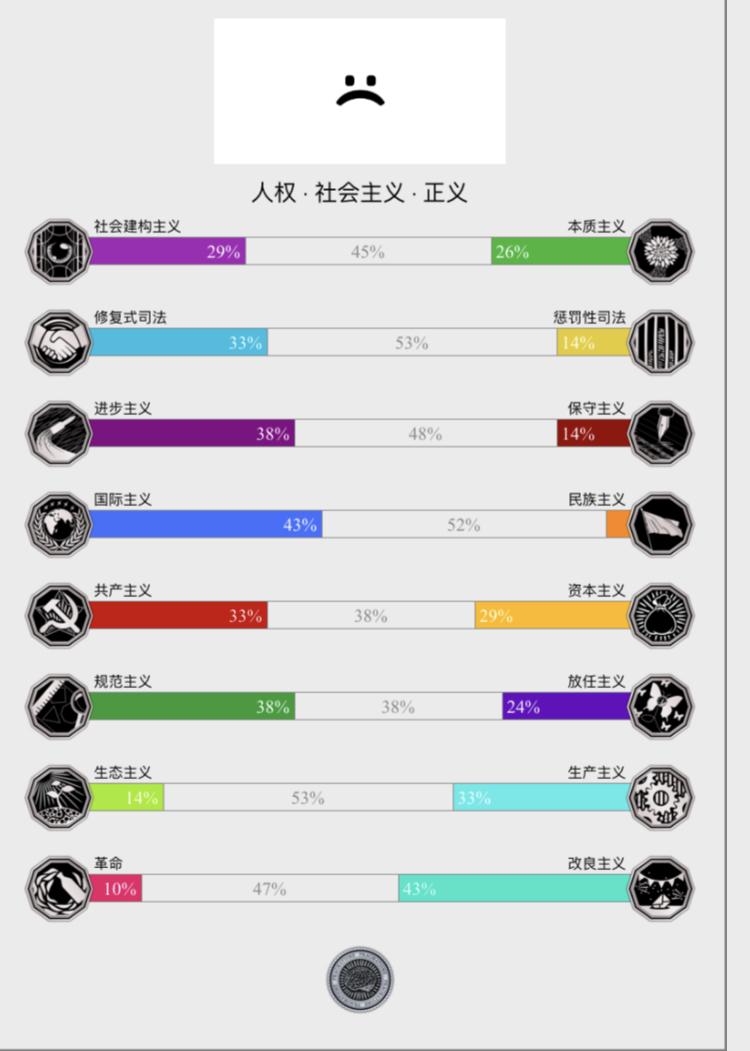 人权 · 社会主义 · 正义
社会建构主义 本质主义
29% 45% 26%
修复式司法 惩罚性司法
33% 53% 14%
进步主义 保守主义
38% 48% 14%
国际主义 民族主义
43% 52%
共产主义 资本主义
33% 38% 29%
规范主义 放任主义
38% 38% 24%
生态主义 生产主义
14% 53% 33%
革命 改良主义
10% 47% 43%